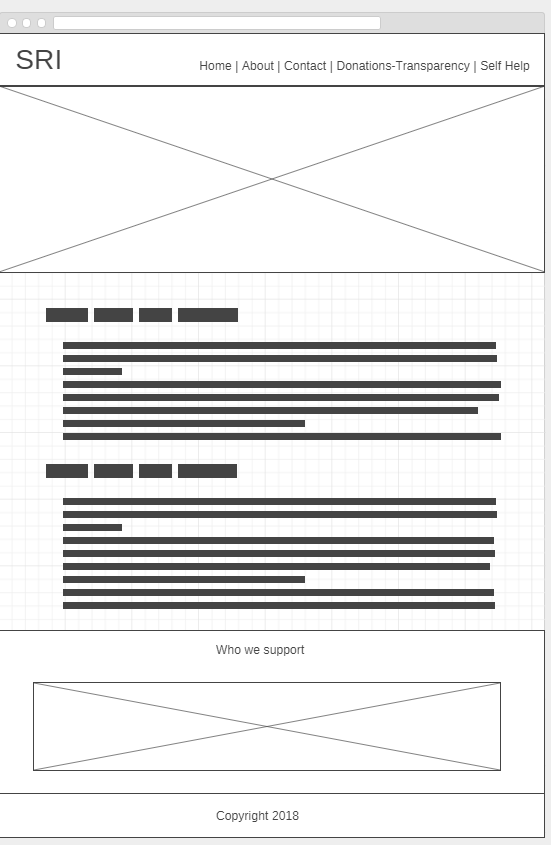 SRI
Home | About | Contact | Donations-Transparency | Self Help
Who we support
Copyright 2018